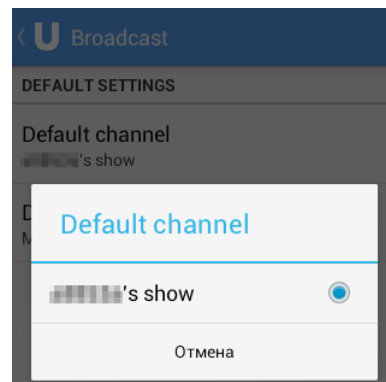 U Broadcast
DEFAULT SETTINGS
Default channel
's show
D
M
Default channel
's show
Отмена